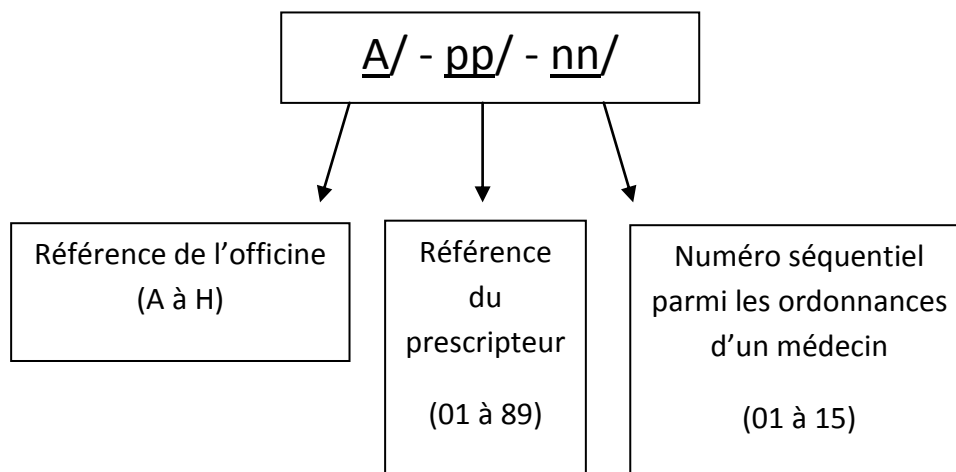 A/ - pp/ - nn/
Référence de l’officine
(A à H)
Référence
du
prescripteur
(01 à 89)
Numéro séquentiel
parmi les ordonnances
d’un médecin
(01 à 15)